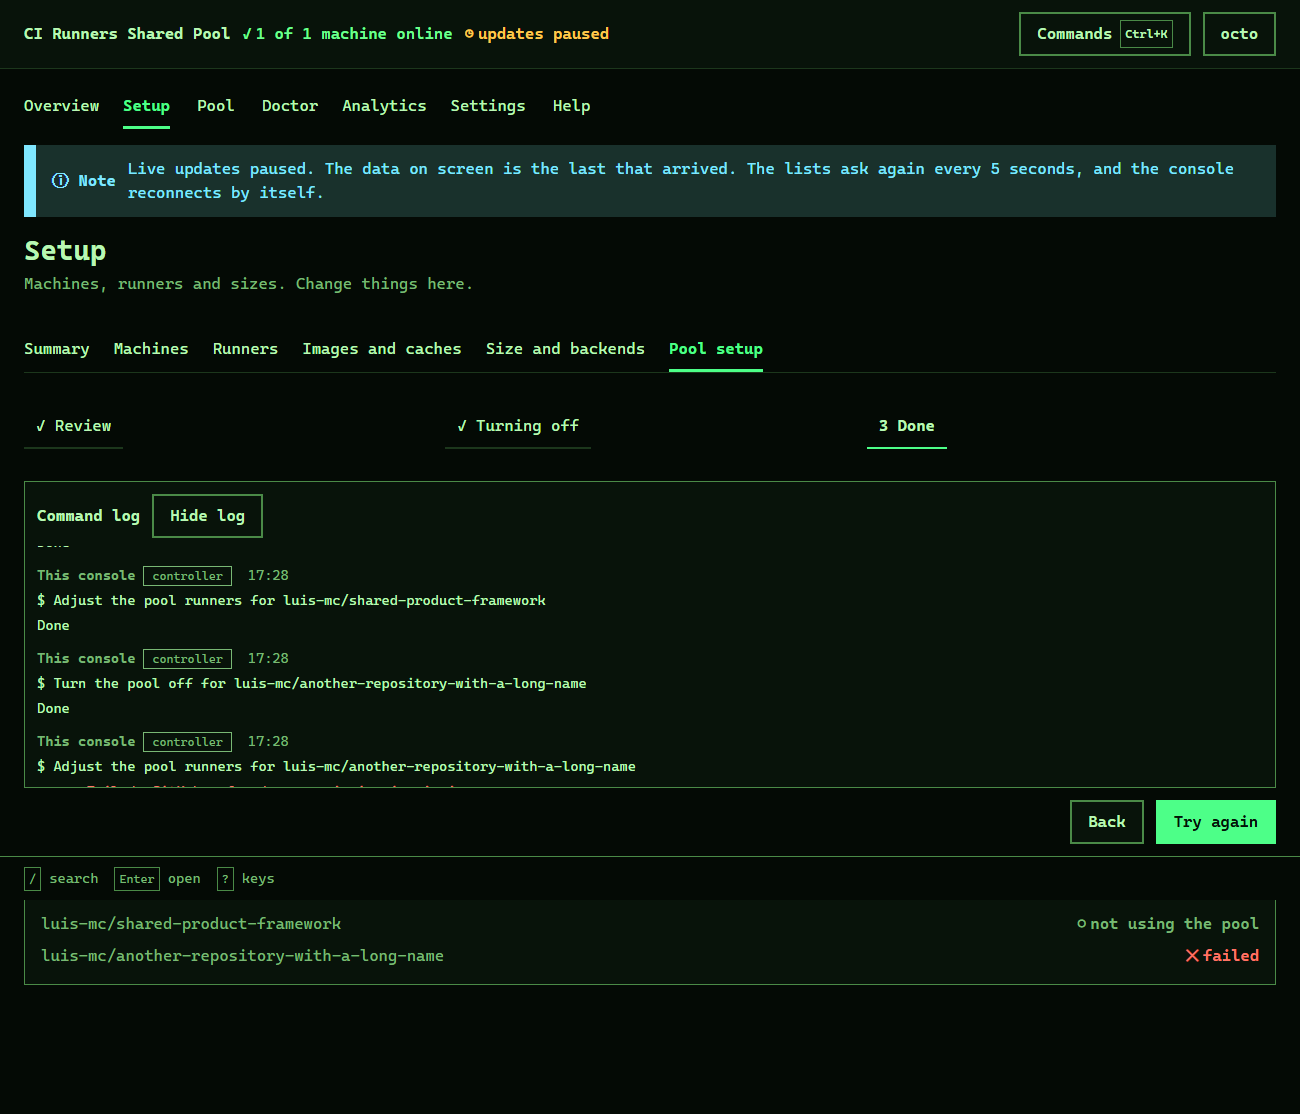 CI Runners Shared Pool ✓ 1 of 1 machine online updates paused
Commands Ctrl+K
octo
Overview Setup Pool Doctor Analytics Settings Help
Note
Live updates paused. The data on screen is the last that arrived. The lists ask again every 5 seconds, and the console
reconnects by itself.
Setup
Machines, runners and sizes. Change things here.
Summary Machines Runners Images and caches Size and backends Pool setup
✓ Review
✓ Turning off
3 Done
Command log Hide log
This console controller 17:28
$ Adjust the pool runners for luis-mc/shared-product-framework
Done
This console controller 17:28
$ Turn the pool off for luis-mc/another-repository-with-a-long-name
Done
This console controller 17:28
$ Adjust the pool runners for luis-mc/another-repository-with-a-long-name
Back Try again
/ search Enter open ? keys
luis-mc/shared-product-framework not using the pool
luis-mc/another-repository-with-a-long-name ✕ failed